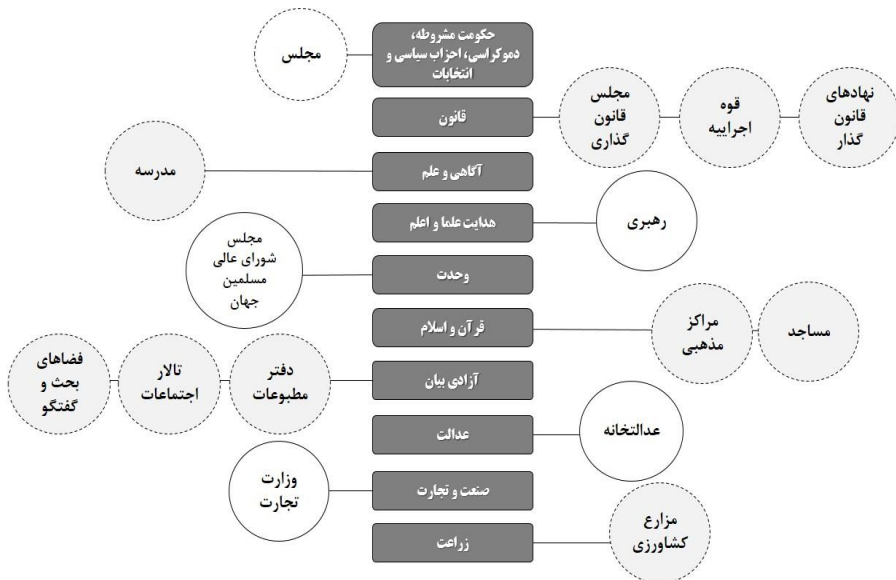 حکومت مشروطه،
دموکراسی، احزاب سیاسی و
انتخابات
مجلس
قانون
مجلس
قانون
گذاری
قوه
اجراییه
نهادهای
قانون
گذار
آگاهی و علم
مدرسه
هدایت علما و اعلم
رهبری
وحدت
مجلس
شورای عالی
مسلمین
جهان
قرآن و اسلام
مراکز
مذهبی
مساجد
آزادی بیان
دفتر
مطبوعات
تالار
اجتماعات
فضاهای
بحث و
گفتگو
عدالت
عدالتخانه
صنعت و تجارت
وزارت
تجارت
زراعت
مزارع
کشاورزی